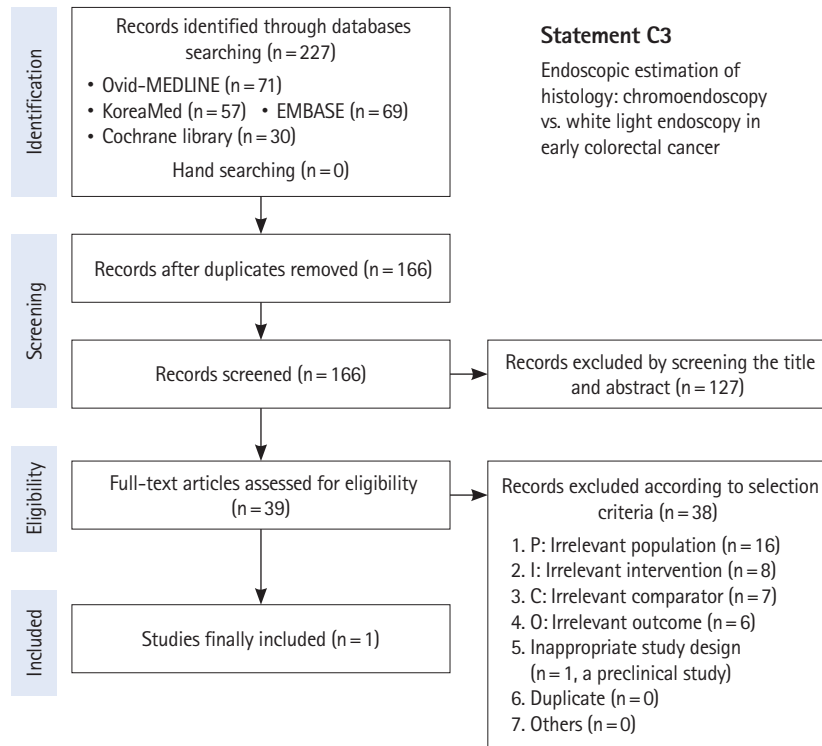 Identification
Records identified through databases
searching (n=227)
• Ovid-MEDLINE (n=71)
• KoreaMed (n=57) • EMBASE (n=69)
• Cochrane library (n=30)
Hand searching (n=0)
Statement C3
Endoscopic estimation of
histology: chromoendoscopy
vs. white light endoscopy in
early colorectal cancer
Screening
Records after duplicates removed (n=166)
Records screened (n=166)
Records excluded by screening the title
and abstract (n=127)
Eligibility
Full-text articles assessed for eligibility
(n=39)
Records excluded according to selection
criteria (n=38)
1. P: Irrelevant population (n=16)
2. I: Irrelevant intervention (n=8)
3. C: Irrelevant comparator (n=7)
4. O: Irrelevant outcome (n=6)
5. Inappropriate study design
(n=1, a preclinical study)
6. Duplicate (n=0)
7. Others (n=0)
Included
Studies finally included (n=1)